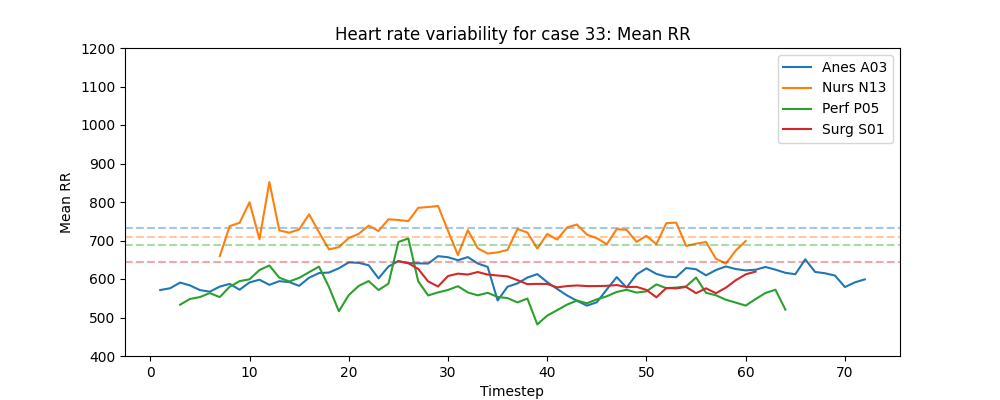 Heart rate variability for case 33: Mean RR
1200
1100
1000
900
800
700
600
500
400
Mean RR
0 10 20 30 40 50 60 70
Timestep
Anes A03
Nurs N13
Perf P05
Surg S01